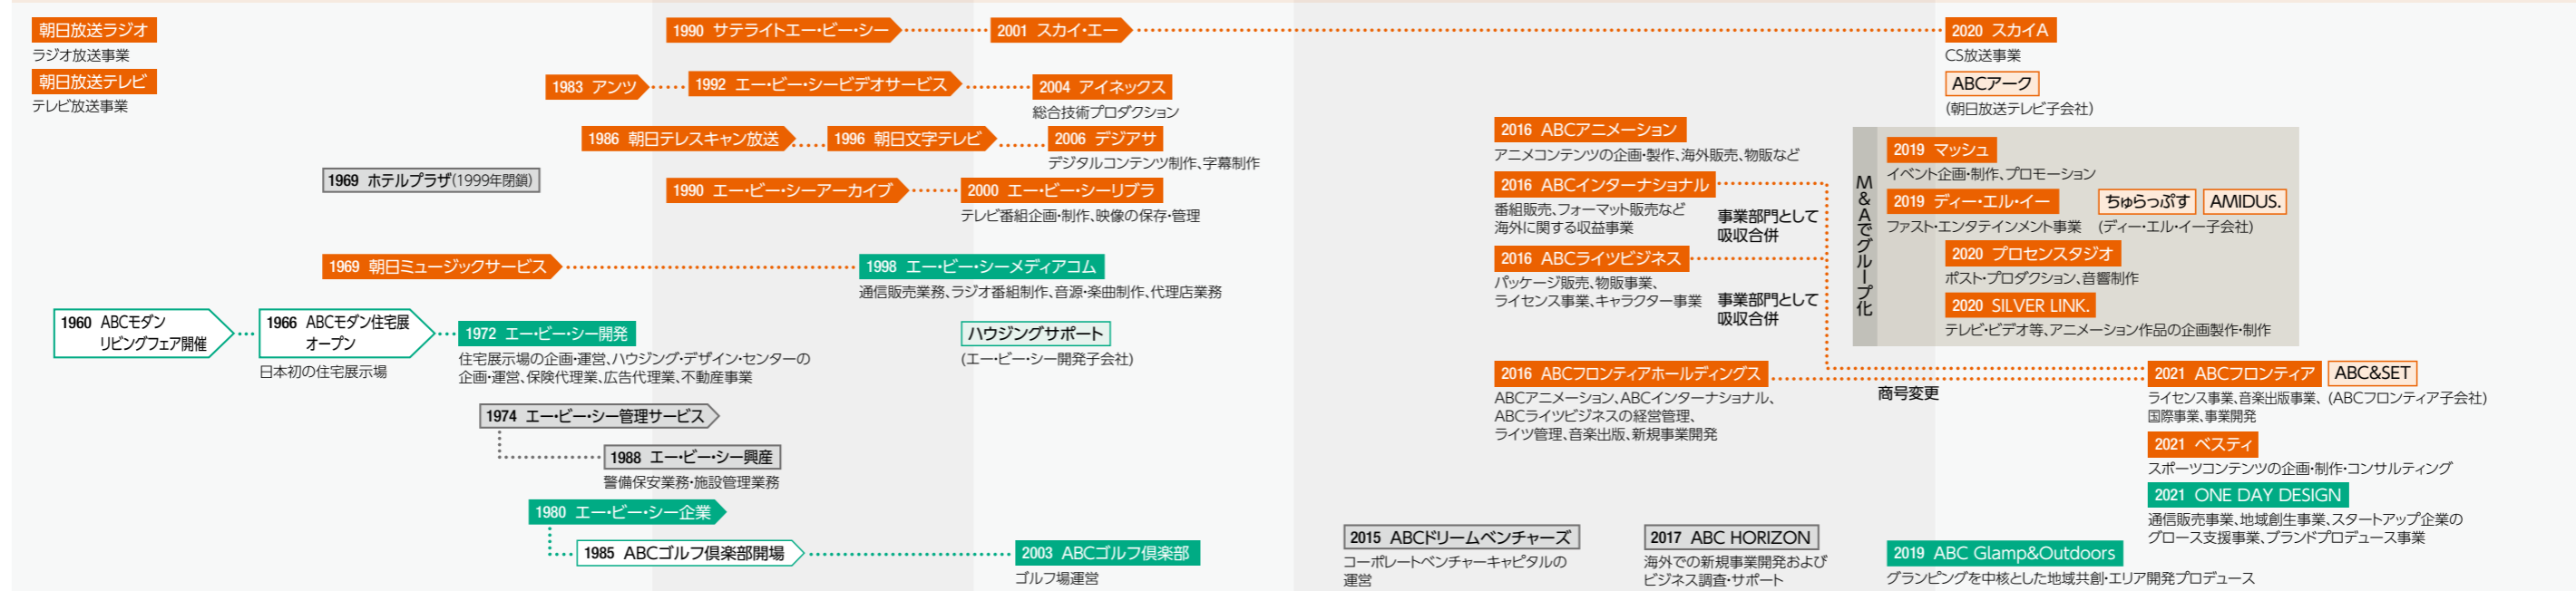 朝日放送ラジオ
ラジオ放送事業
朝日放送テレビ
テレビ放送事業
1990 サテライトエー・ビー・シー
2001 スカイ・エー
2020 スカイA
CS放送事業
ABCアーク
(朝日放送テレビ子会社)
1983 アンツ
1992 エー・ビー・シービデオサービス
2004 アイネックス
総合技術プロダクション
1986 朝日テレスキャン放送
1996 朝日文字テレビ
2006 デジアサ
デジタルコンテンツ制作、字幕制作
1969 ホテルプラザ(1999年閉鎖)
1990 エー・ビー・シーアーカイブ
2000 エー・ビー・シーリブラ
テレビ番組企画・制作、映像の保存・管理
1969 朝日ミュージックサービス
1998 エー・ビー・シーメディアコム
通信販売業務、ラジオ番組制作、音源・楽曲制作、代理店業務
1960 ABCモダン
リビングフェア開催
1966 ABCモダン住宅展
オープン
日本初の住宅展示場
1972 エー・ビー・シー開発
住宅展示場の企画・運営、ハウジング・デザイン・センターの
企画・運営、保険代理業、広告代理業、不動産事業
ハウジングサポート
(エー・ビー・シー開発子会社)
1974 エー・ビー・シー管理サービス
1988 エー・ビー・シー興産
警備保安業務・施設管理業務
1980 エー・ビー・シー企業
1985 ABCゴルフ倶楽部開場
2003 ABCゴルフ倶楽部
ゴルフ場運営
2016 ABCアニメーション
アニメコンテンツの企画・製作、海外販売、物販など
2016 ABCインターナショナル
番組販売、フォーマット販売など
海外に関する収益事業
事業部門として
吸収合併
2016 ABCライツビジネス
パッケージ販売、物販事業、
ライセンス事業、キャラクター事業
事業部門として
吸収合併
2016 ABCフロンティアホールディングス
ABCアニメーション、ABCインターナショナル、
ABCライツビジネスの経営管理、
ライツ管理、音楽出版、新規事業開発
商号変更
M&Aでグループ化
2019 マッシュ
イベント企画・制作、プロモーション
2019 ディー・エル・イー
ファスト・エンタテインメント事業
ちゅらっぷす
AMIDUS.
(ディー・エル・イー子会社)
2020 プロセンスタジオ
ポスト・プロダクション、音響制作
2020 SILVER LINK.
テレビ・ビデオ等、アニメーション作品の企画製作・制作
2021 ABCフロンティア
ABC&SET
ライセンス事業、音楽出版事業、
国際事業、事業開発
(ABCフロンティア子会社)
2021 ベスティ
スポーツコンテンツの企画・制作・コンサルティング
2021 ONE DAY DESIGN
通信販売事業、地域創生事業、スタートアップ企業の
グロース支援事業、ブランドプロデュース事業
2015 ABCドリームベンチャーズ
コーポレートベンチャーキャピタルの
運営
2017 ABC HORIZON
海外での新規事業開発および
ビジネス調査・サポート
2019 ABC Glamp&Outdoors
グランピングを中核とした地域共創・エリア開発プロデュース